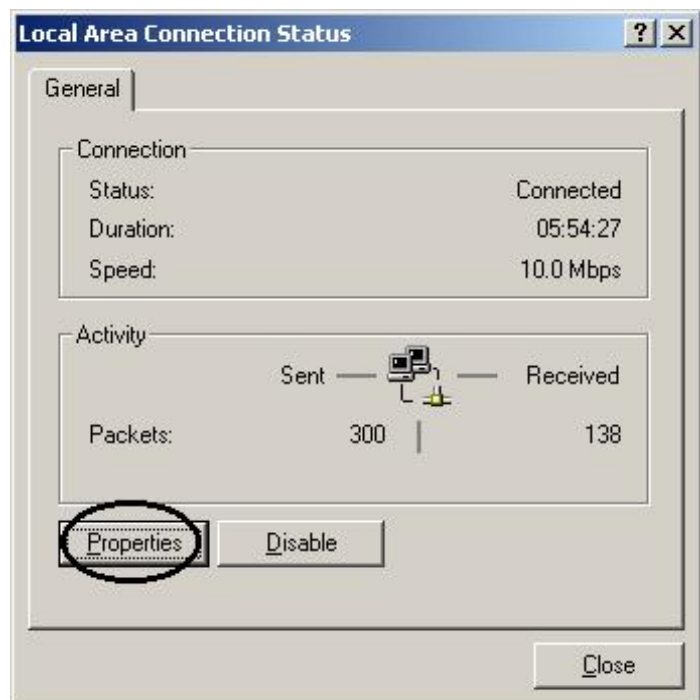 Local Area Connection Status
General
Connection
Status: Connected
Duration: 05:54:27
Speed: 10.0 Mbps
Activity
Sent Received
Packets: 300 138
Properties Disable
Close